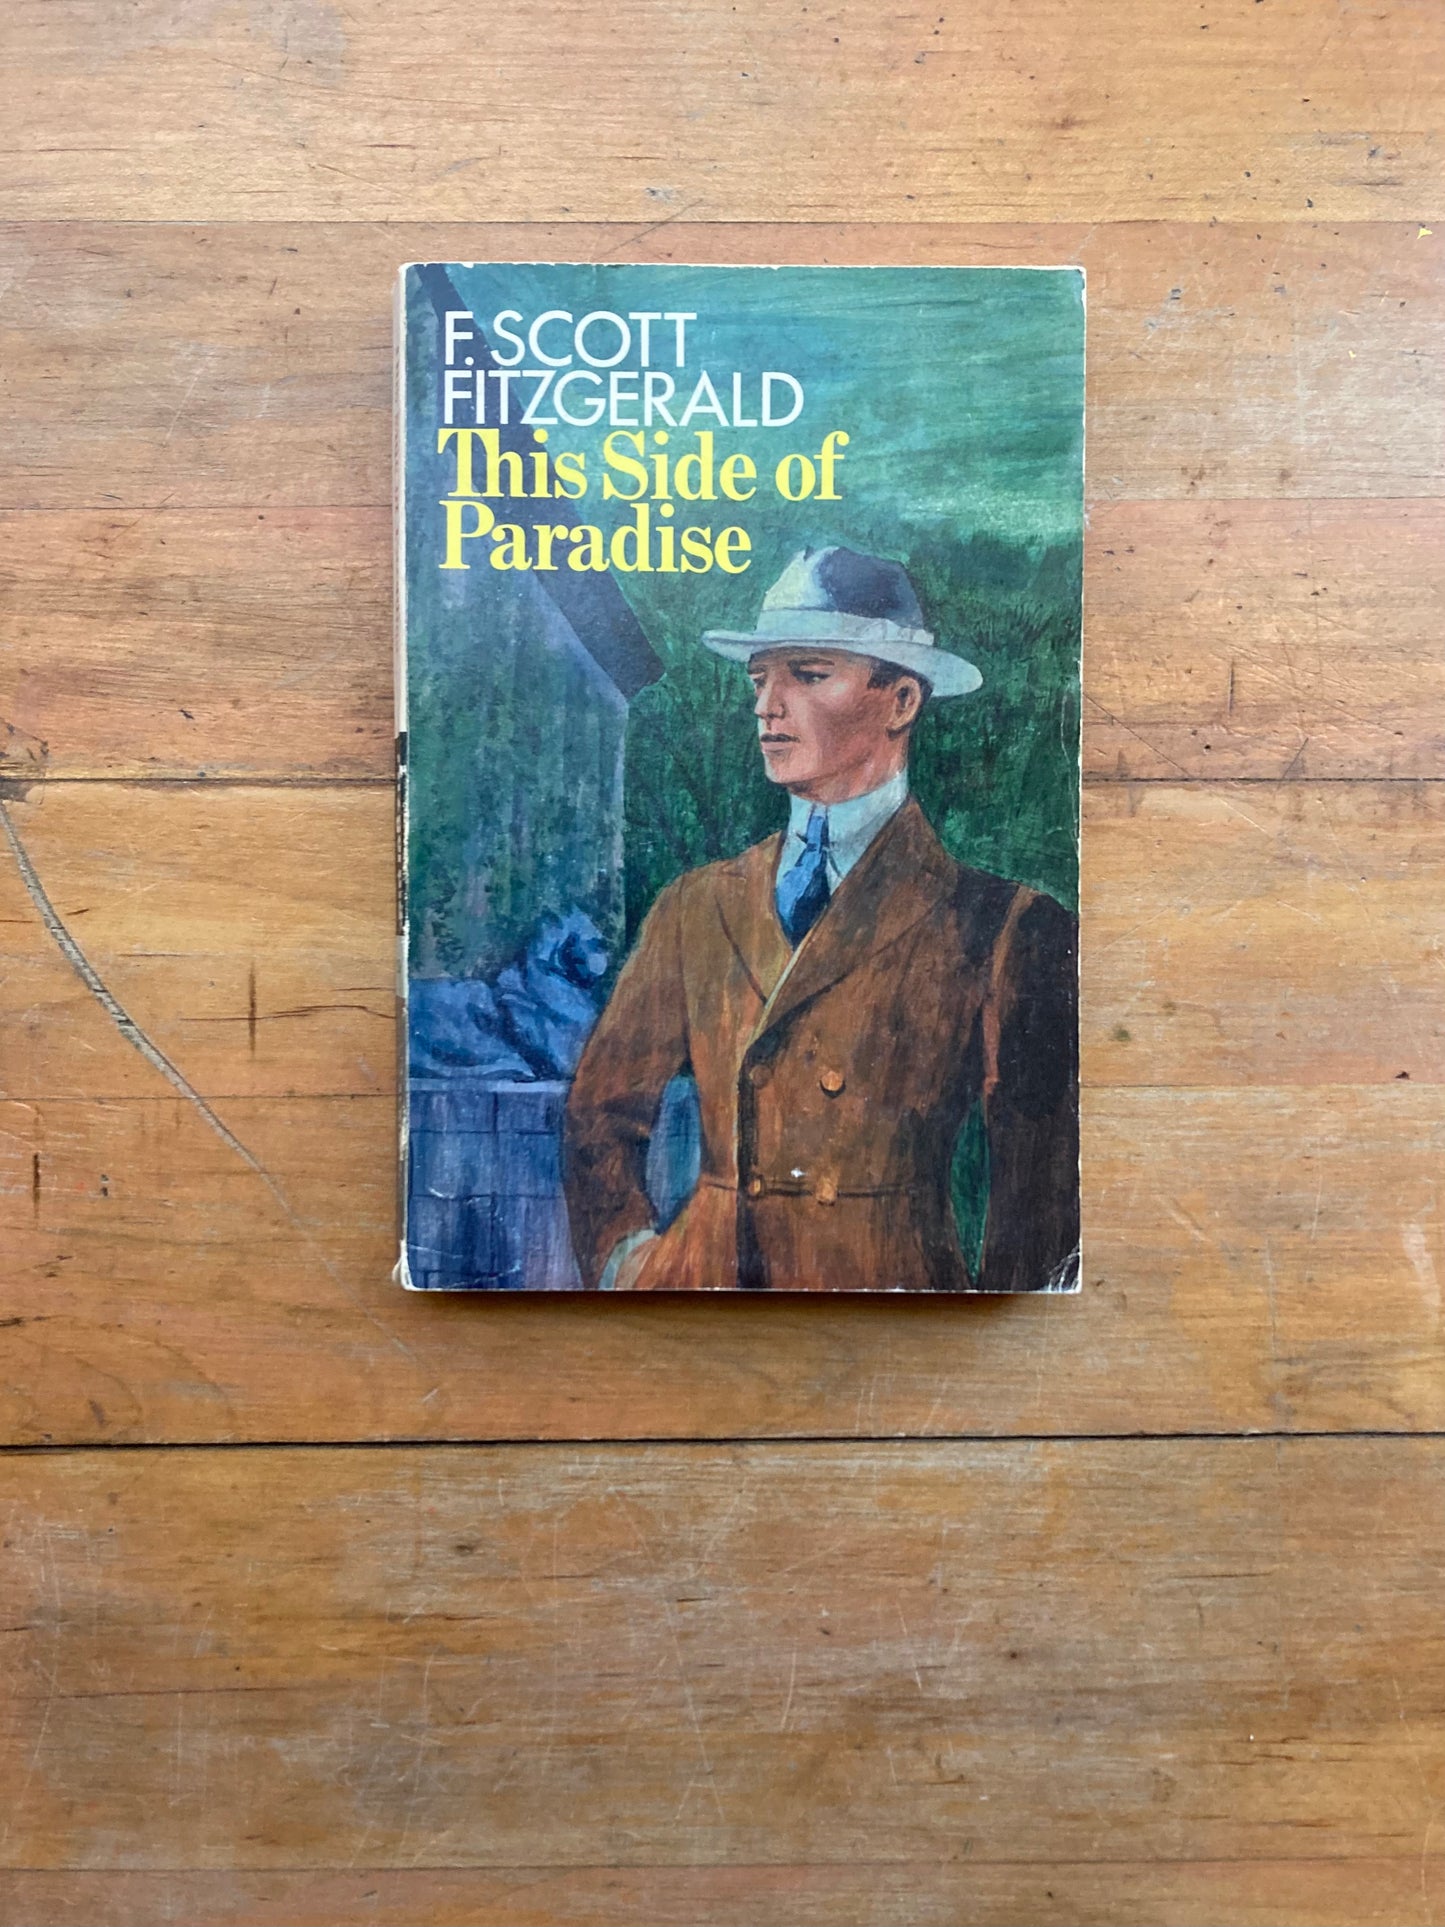 F. SCOTT
FITZGERALD
This Side of
Paradise